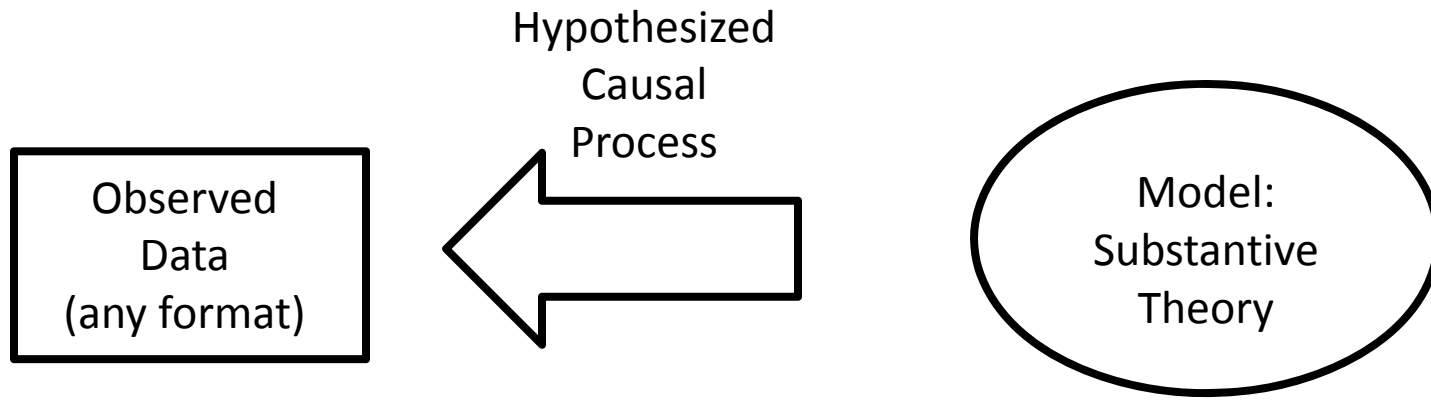 Hypothesized
Causal
Process
Observed
Data
(any format)
Model:
Substantive
Theory